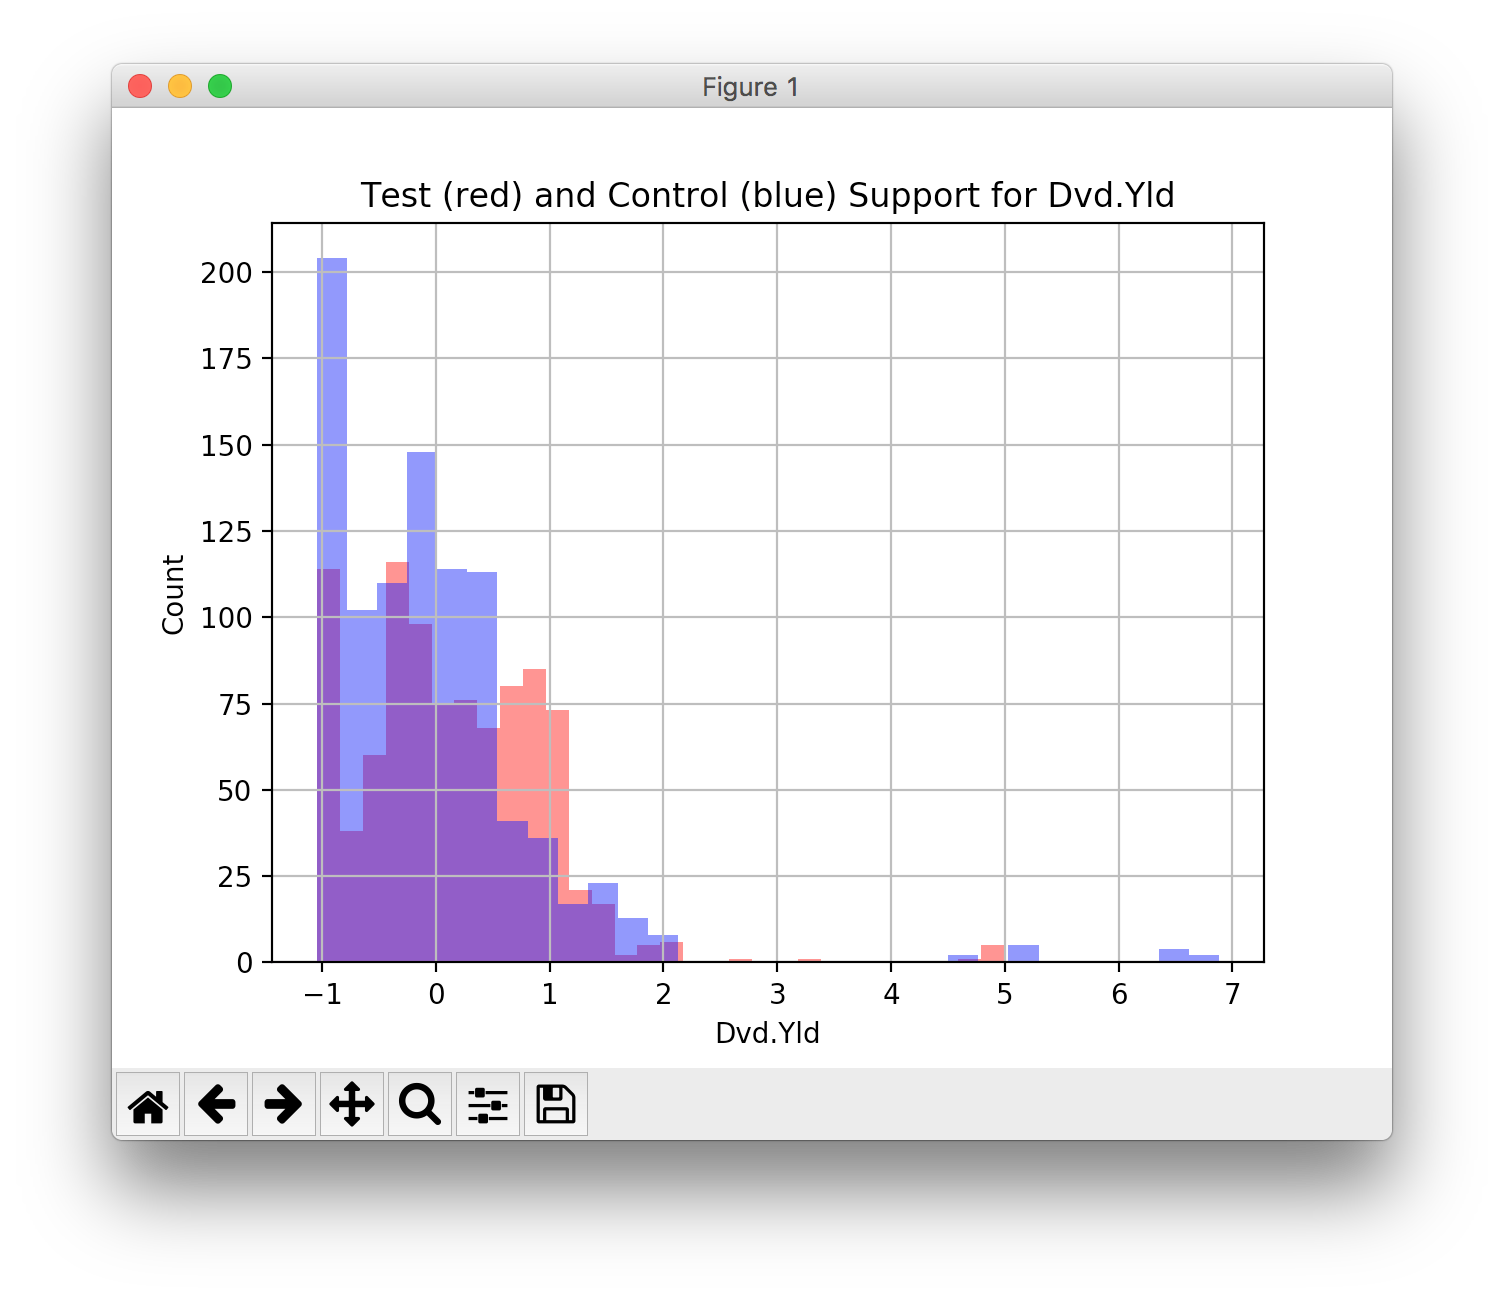 Figure 1
Test (red) and Control (blue) Support for Dvd.Yld
200
175
150
125
100
75
50
25
0
Count
−1 0 1 2 3 4 5 6 7
Dvd.Yld